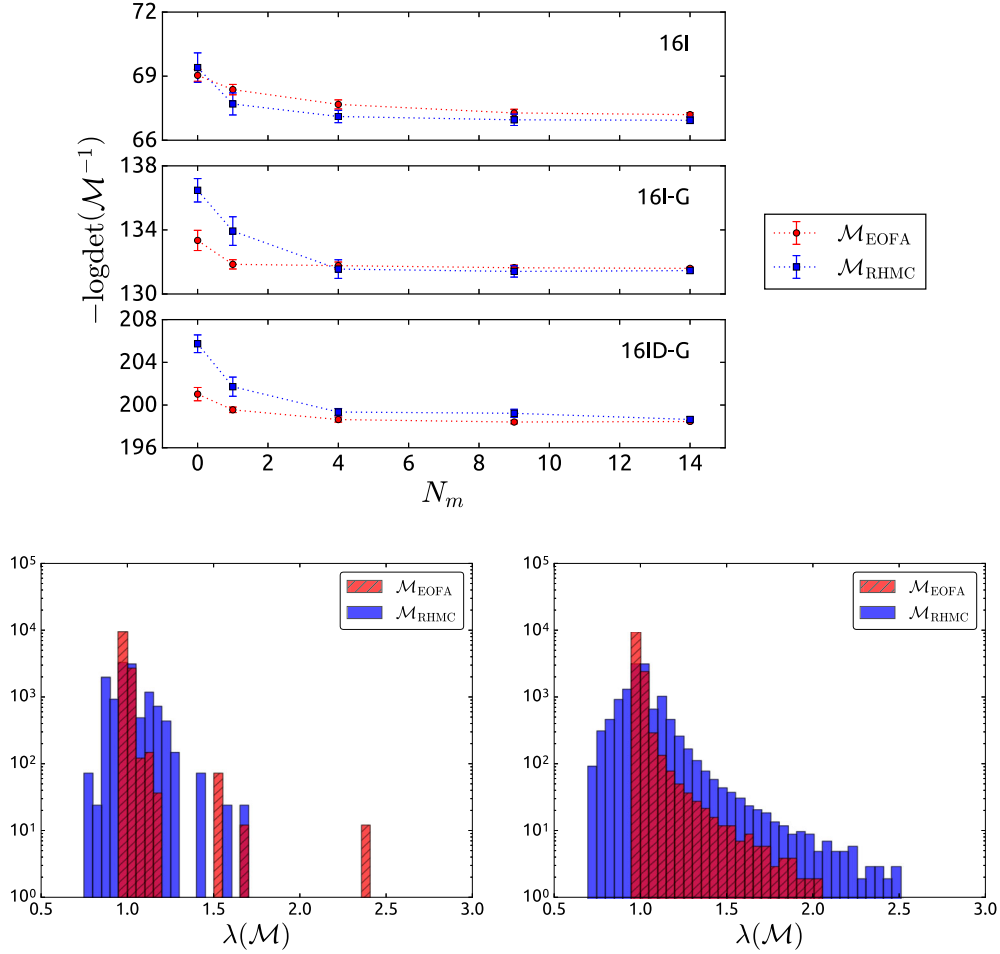 72
69
66
16I
138
134
130
16I-G
208
204
200
196
16ID-G
0 2 4 6 8 10 12 14
N_m
−logdet(ℳ⁻¹)
ℳ_EOFA
ℳ_RHMC
10⁵
10⁴
10³
10²
10¹
10⁰
0.5 1.0 1.5 2.0 2.5 3.0
λ(ℳ)
ℳ_EOFA
ℳ_RHMC
10⁵
10⁴
10³
10²
10¹
10⁰
0.5 1.0 1.5 2.0 2.5 3.0
λ(ℳ)
ℳ_EOFA
ℳ_RHMC